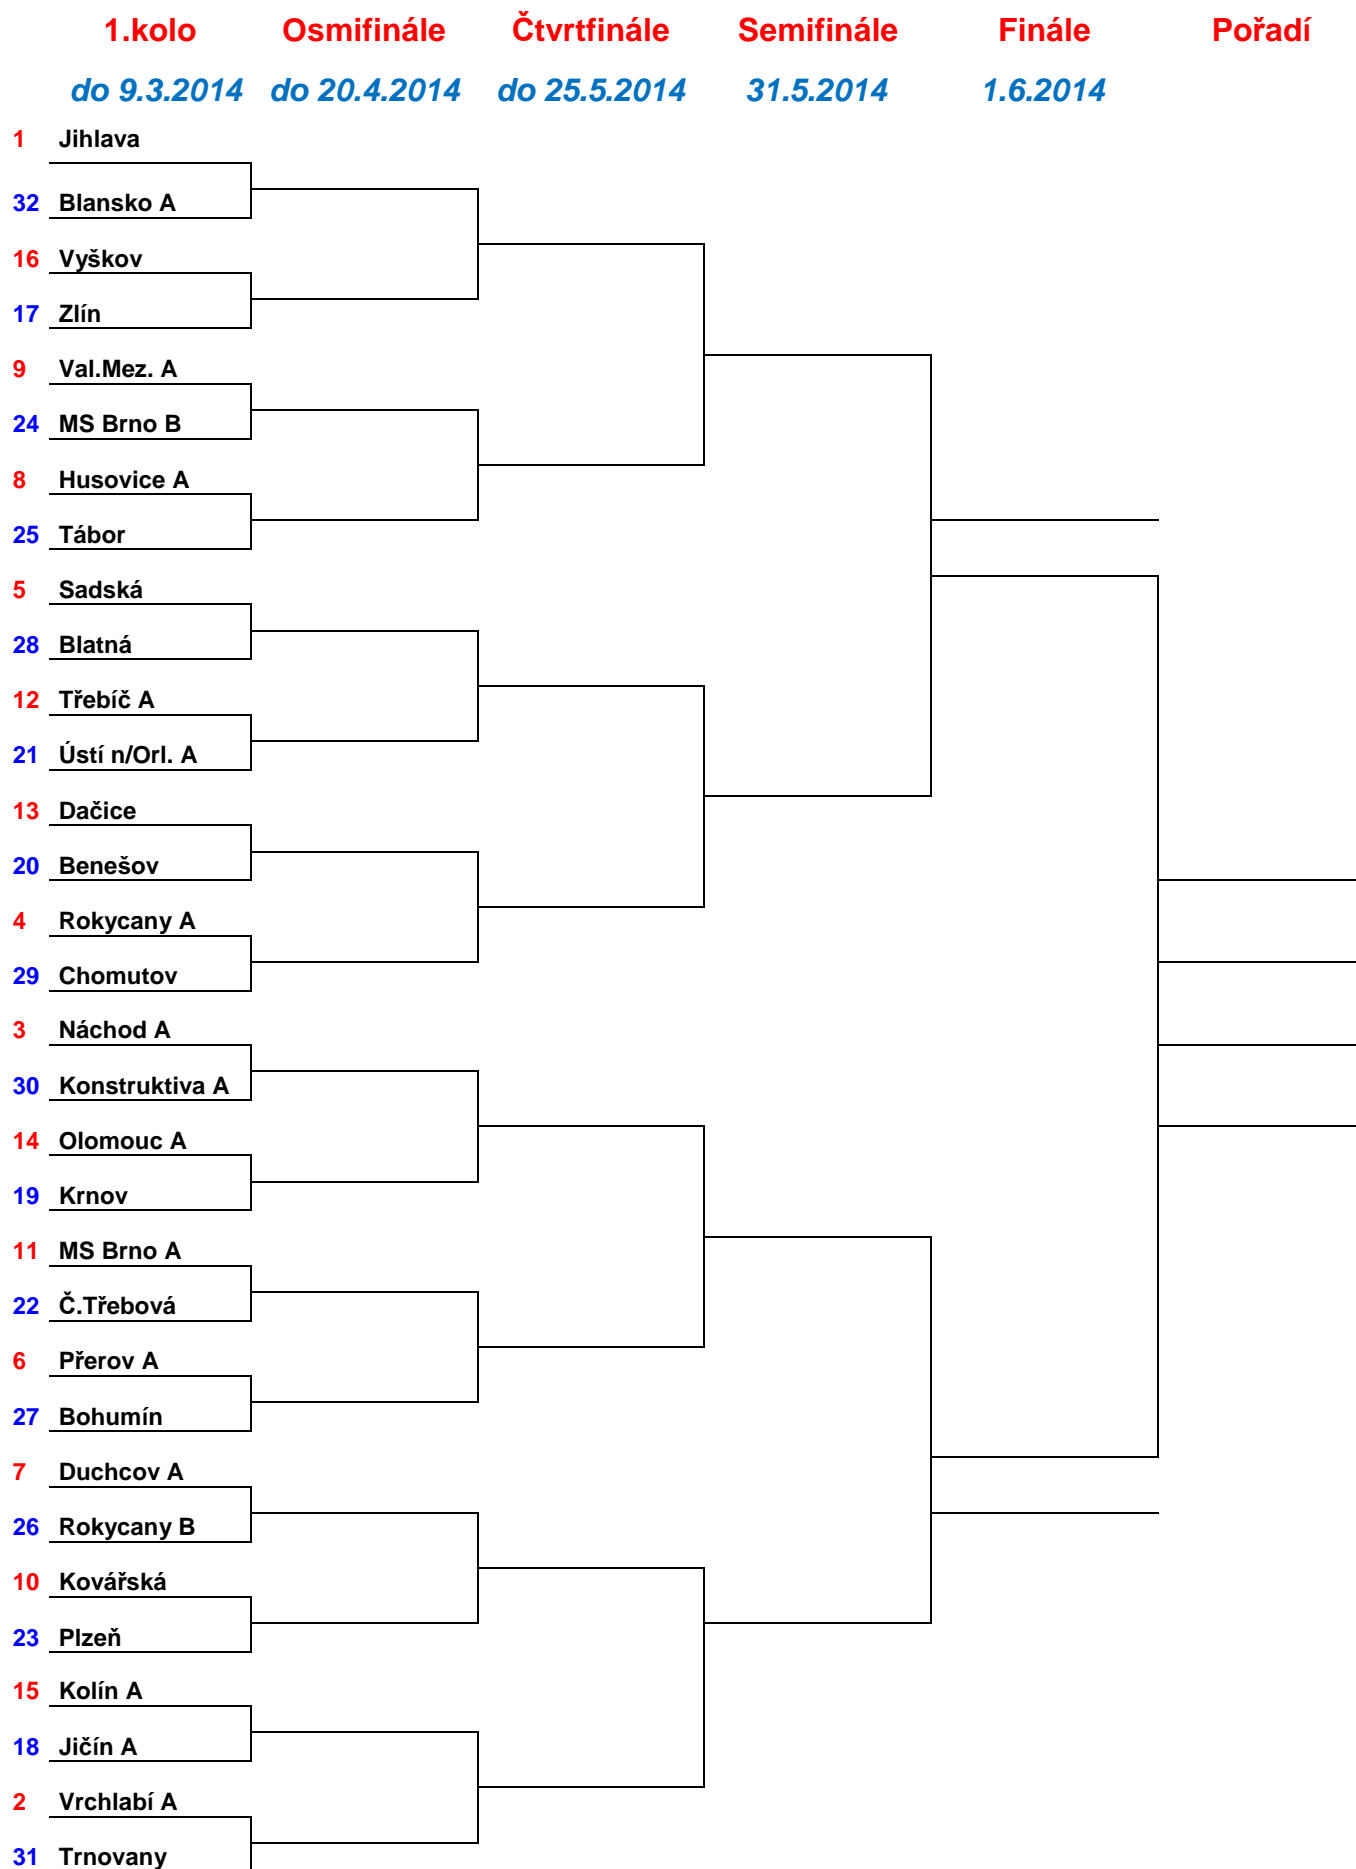 1.kolo Osmifinále Čtvrtfinále Semifinále Finále Pořadí
do 9.3.2014 do 20.4.2014 do 25.5.2014 31.5.2014 1.6.2014
1 Jihlava
32 Blansko A
16 Vyškov
17 Zlín
9 Val.Mez. A
24 MS Brno B
8 Husovice A
25 Tábor
5 Sadská
28 Blatná
12 Třebíč A
21 Ústí n/Orl. A
13 Dačice
20 Benešov
4 Rokycany A
29 Chomutov
3 Náchod A
30 Konstruktiva A
14 Olomouc A
19 Krnov
11 MS Brno A
22 Č.Třebová
6 Přerov A
27 Bohumín
7 Duchcov A
26 Rokycany B
10 Kovářská
23 Plzeň
15 Kolín A
18 Jičín A
2 Vrchlabí A
31 Trnovany